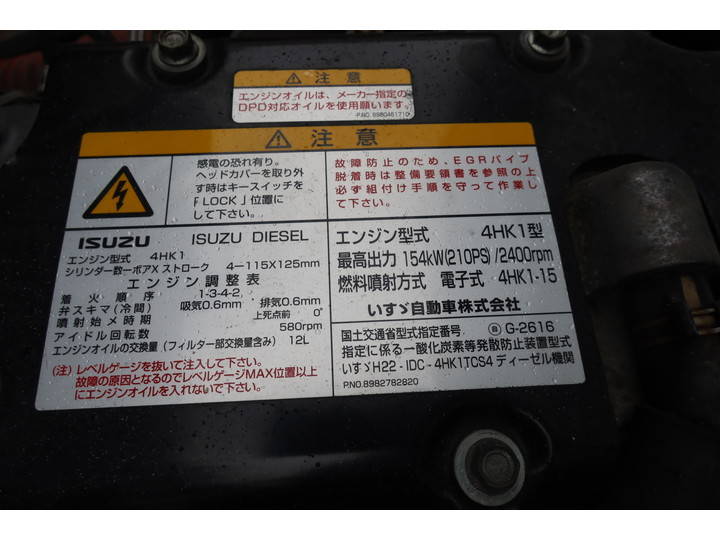 注意
エンジンオイルは、メーカー指定の
DPD対応オイルを使用願います。
P.NO. 8980461710
注意
感電の恐れ有り。
ヘッドカバーを取り外
す時はキースイッチを
「LOCK」位置に
して下さい。
故障防止のため、EGRパイプ
脱着時は整備要領書を参照の上
必ず組付け手順を守って作業し
て下さい。
ISUZU ISUZU DIESEL
エンジン型式 4HK1
シリンダー数ーボアX ストローク 4ー115X125mm
エンジン調整表
着火順序 1-3-4-2
弁スキマ(冷間) 吸気0.6mm 排気0.6mm
噴射始メ時期 上死点前 0°
アイドル回転数 580rpm
エンジンオイルの交換量(フィルター部交換量含み) 12L
(注)レベルゲージを抜いて注入して下さい。
故障の原因となるのでレベルゲージMAX位置以上
にエンジンオイルを入れないで下さい。
エンジン型式 4HK1型
最高出力 154kW(210PS)/2400rpm
燃料噴射方式 電子式 4HK1-15
いすゞ自動車株式会社
国土交通省型式指定番号 G-2616
指定に係る一酸化炭素等発散防止装置型式
いすゞH22-IDC-4HK1TCS4 ディーゼル機関
P.NO.8982782820